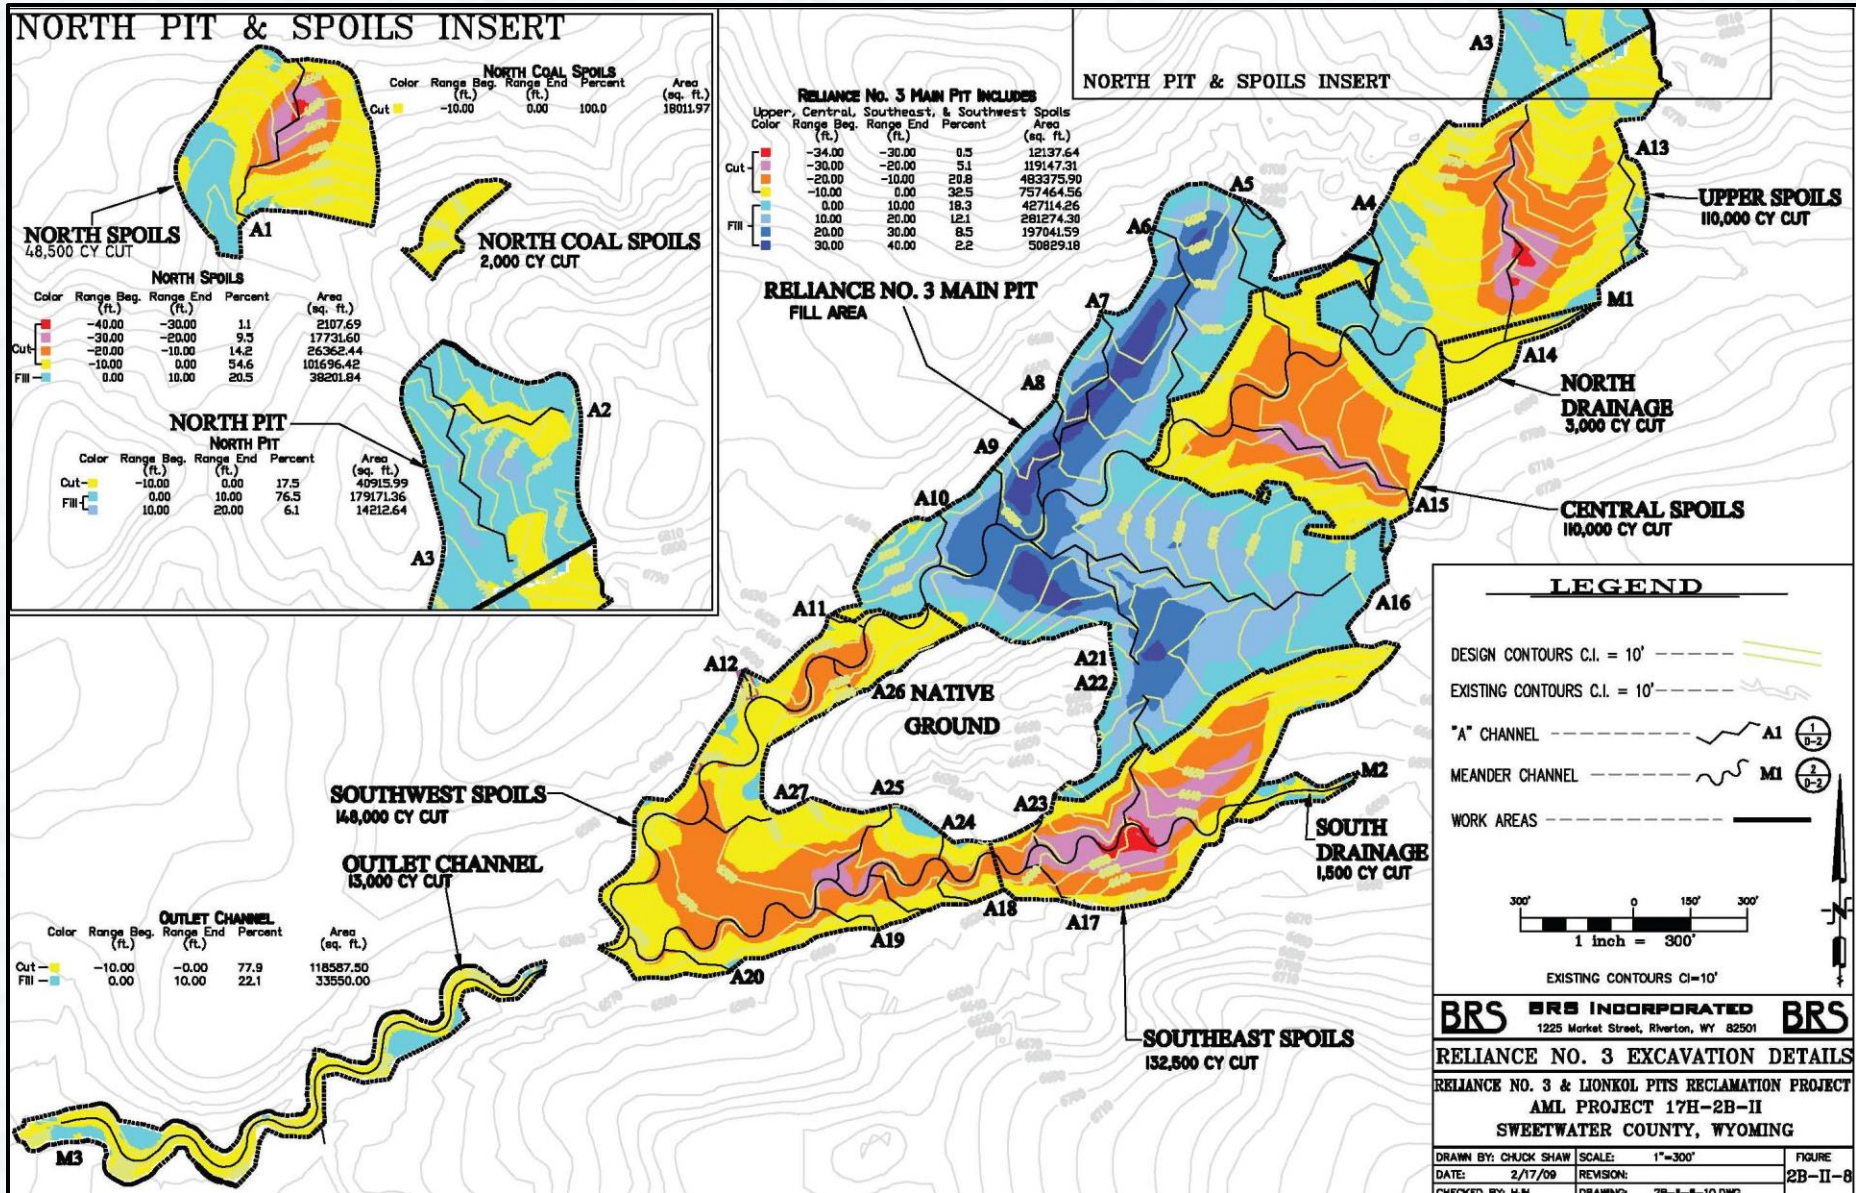 NORTH PIT & SPOILS INSERT
NORTH COAL SPOILS
Color Range Beg. Range End Percent Area
(ft.) (ft.) (sq. ft.)
Cut -10.00 0.00 100.0 18011.97
A1
NORTH SPOILS
48,500 CY CUT
NORTH COAL SPOILS
2,000 CY CUT
NORTH SPOILS
Color Range Beg. Range End Percent Area
(ft.) (ft.) (sq. ft.)
-40.00 -30.00 1.1 2107.69
-30.00 -20.00 9.5 17731.60
Cut -20.00 -10.00 14.2 26362.44
-10.00 0.00 54.6 101696.42
Fill 0.00 10.00 20.5 38201.84
NORTH PIT
NORTH PIT
Color Range Beg. Range End Percent Area
(ft.) (ft.) (sq. ft.)
Cut -10.00 0.00 17.5 40915.99
Fill 0.00 10.00 76.5 179171.36
10.00 20.00 6.1 14212.64
A2
A3
RELIANCE NO. 3 MAIN PIT INCLUDES
Upper, Central, Southeast, & Southwest Spoils
Color Range Beg. Range End Percent Area
(ft.) (ft.) (sq. ft.)
-34.00 -30.00 0.5 12137.64
Cut -30.00 -20.00 5.1 119147.31
-20.00 -10.00 20.8 483375.90
-10.00 0.00 32.5 757464.56
0.00 10.00 18.3 427114.26
Fill 10.00 20.00 12.1 281274.30
20.00 30.00 8.5 197041.59
30.00 40.00 2.2 50829.18
NORTH PIT & SPOILS INSERT
A3
A13
UPPER SPOILS
110,000 CY CUT
A4
A5
A6
RELIANCE NO. 3 MAIN PIT
FILL AREA
A7
M1
A14
NORTH
DRAINAGE
3,000 CY CUT
A8
A9
A10
A15
CENTRAL SPOILS
110,000 CY CUT
A16
A11
A12
A21
A22
A26 NATIVE
GROUND
M2
SOUTH
DRAINAGE
1,500 CY CUT
A27
A25
A24
A23
SOUTHWEST SPOILS
148,000 CY CUT
OUTLET CHANNEL
13,000 CY CUT
A18
A17
A19
A20
SOUTHEAST SPOILS
132,500 CY CUT
OUTLET CHANNEL
Color Range Beg. Range End Percent Area
(ft.) (ft.) (sq. ft.)
Cut -10.00 -0.00 77.9 118587.50
Fill 0.00 10.00 22.1 33550.00
M3
LEGEND
DESIGN CONTOURS C.I. = 10'
EXISTING CONTOURS C.I. = 10'
"A" CHANNEL A1 1 D-2
MEANDER CHANNEL M1 2 D-2
WORK AREAS
300' 0 150' 300'
1 inch = 300'
EXISTING CONTOURS CI=10'
N
BRS BRS INCORPORATED BRS
1225 Market Street, Riverton, WY 82501
RELIANCE NO. 3 EXCAVATION DETAILS
RELIANCE NO. 3 & LIONKOL PITS RECLAMATION PROJECT
AML PROJECT 17H-2B-II
SWEETWATER COUNTY, WYOMING
DRAWN BY: CHUCK SHAW SCALE: 1"=300' FIGURE
DATE: 2/17/09 REVISION: 2B-II-8
CHECKED BY: DRAWING: